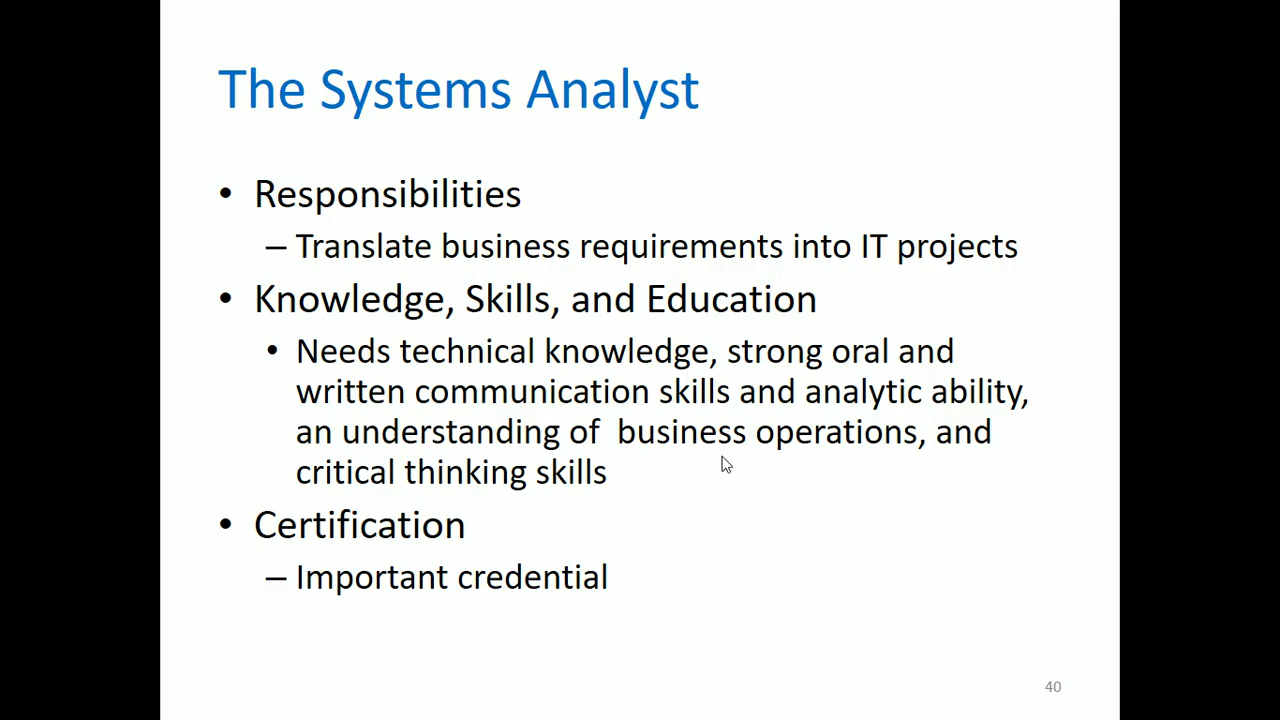 The Systems Analyst
• Responsibilities
– Translate business requirements into IT projects
• Knowledge, Skills, and Education
• Needs technical knowledge, strong oral and
written communication skills and analytic ability,
an understanding of  business operations, and
critical thinking skills
• Certification
– Important credential
40